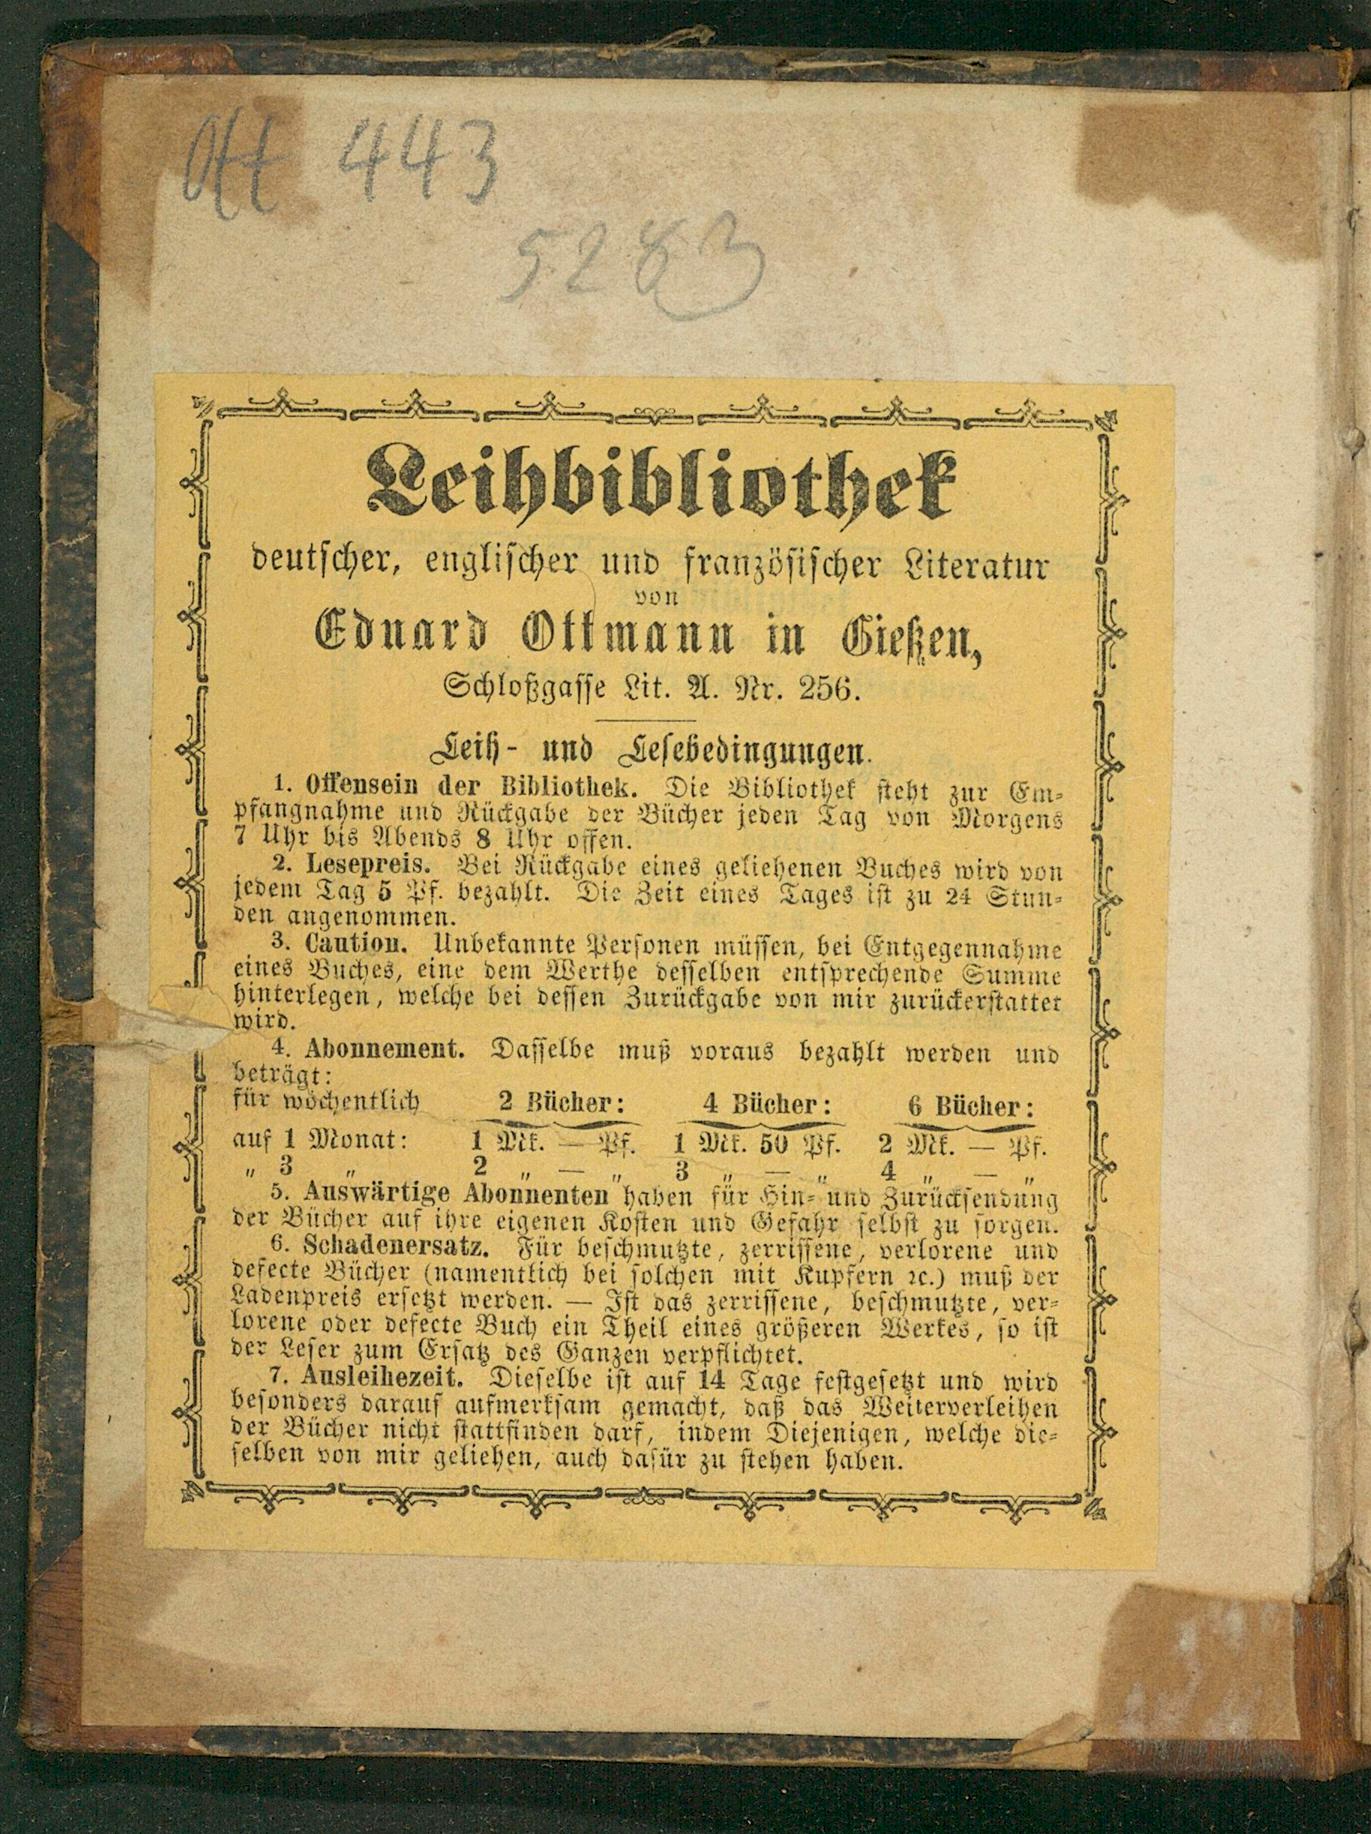 Ott 443
5283
Leihbibliothek
deutscher, englischer und französischer Literatur
von
Eduard Ottmann in Gießen,
Schloßgasse Lit. A. Nr. 256.
Leih- und Lesebedingungen.
1. Offensein der Bibliothek. Die Bibliothek steht zur Em-
pfangnahme und Rückgabe der Bücher jeden Tag von Morgens
7 Uhr bis Abends 8 Uhr offen.
2. Lesepreis. Bei Rückgabe eines geliehenen Buches wird von
jedem Tag 5 Pf. bezahlt. Die Zeit eines Tages ist zu 24 Stun-
den angenommen.
3. Caution. Unbekannte Personen müssen, bei Entgegennahme
eines Buches, eine dem Werthe desselben entsprechende Summe
hinterlegen, welche bei dessen Zurückgabe von mir zurückerstattet
wird.
4. Abonnement. Dasselbe muß voraus bezahlt werden und
beträgt:
für wöchentlich 2 Bücher: 4 Bücher: 6 Bücher:
auf 1 Monat: 1 Mk. — Pf. 1 Mk. 50 Pf. 2 Mk. — Pf.
„ 3 „ 2 „ — „ 3 „ — „ 4 „ — „
5. Auswärtige Abonnenten haben für Hin- und Zurücksendung
der Bücher auf ihre eigenen Kosten und Gefahr selbst zu sorgen.
6. Schadenersatz. Für beschmutzte, zerrissene, verlorene und
defecte Bücher (namentlich bei solchen mit Kupfern ꝛc.) muß der
Ladenpreis ersetzt werden. — Ist das zerrissene, beschmutzte, ver-
lorene oder defecte Buch ein Theil eines größeren Werkes, so ist
der Leser zum Ersatz des Ganzen verpflichtet.
7. Ausleihezeit. Dieselbe ist auf 14 Tage festgesetzt und wird
besonders darauf aufmerksam gemacht, daß das Weiterverleihen
der Bücher nicht stattfinden darf, indem Diejenigen, welche die-
selben von mir geliehen, auch dafür zu stehen haben.